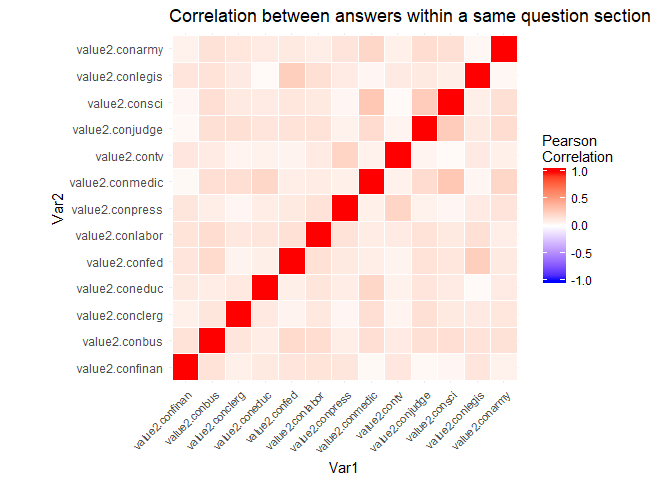 Correlation between answers within a same question section
value2.conarmy
value2.conlegis
value2.consci
value2.conjudge
value2.contv
value2.conmedic
value2.conpress
value2.conlabor
value2.confed
value2.coneduc
value2.conclerg
value2.conbus
value2.confinan
Var2
value2.confinan
value2.conbus
value2.conclerg
value2.coneduc
value2.confed
value2.conlabor
value2.conpress
value2.conmedic
value2.contv
value2.conjudge
value2.consci
value2.conlegis
value2.conarmy
Var1
Pearson
Correlation
1.0
0.5
0.0
-0.5
-1.0